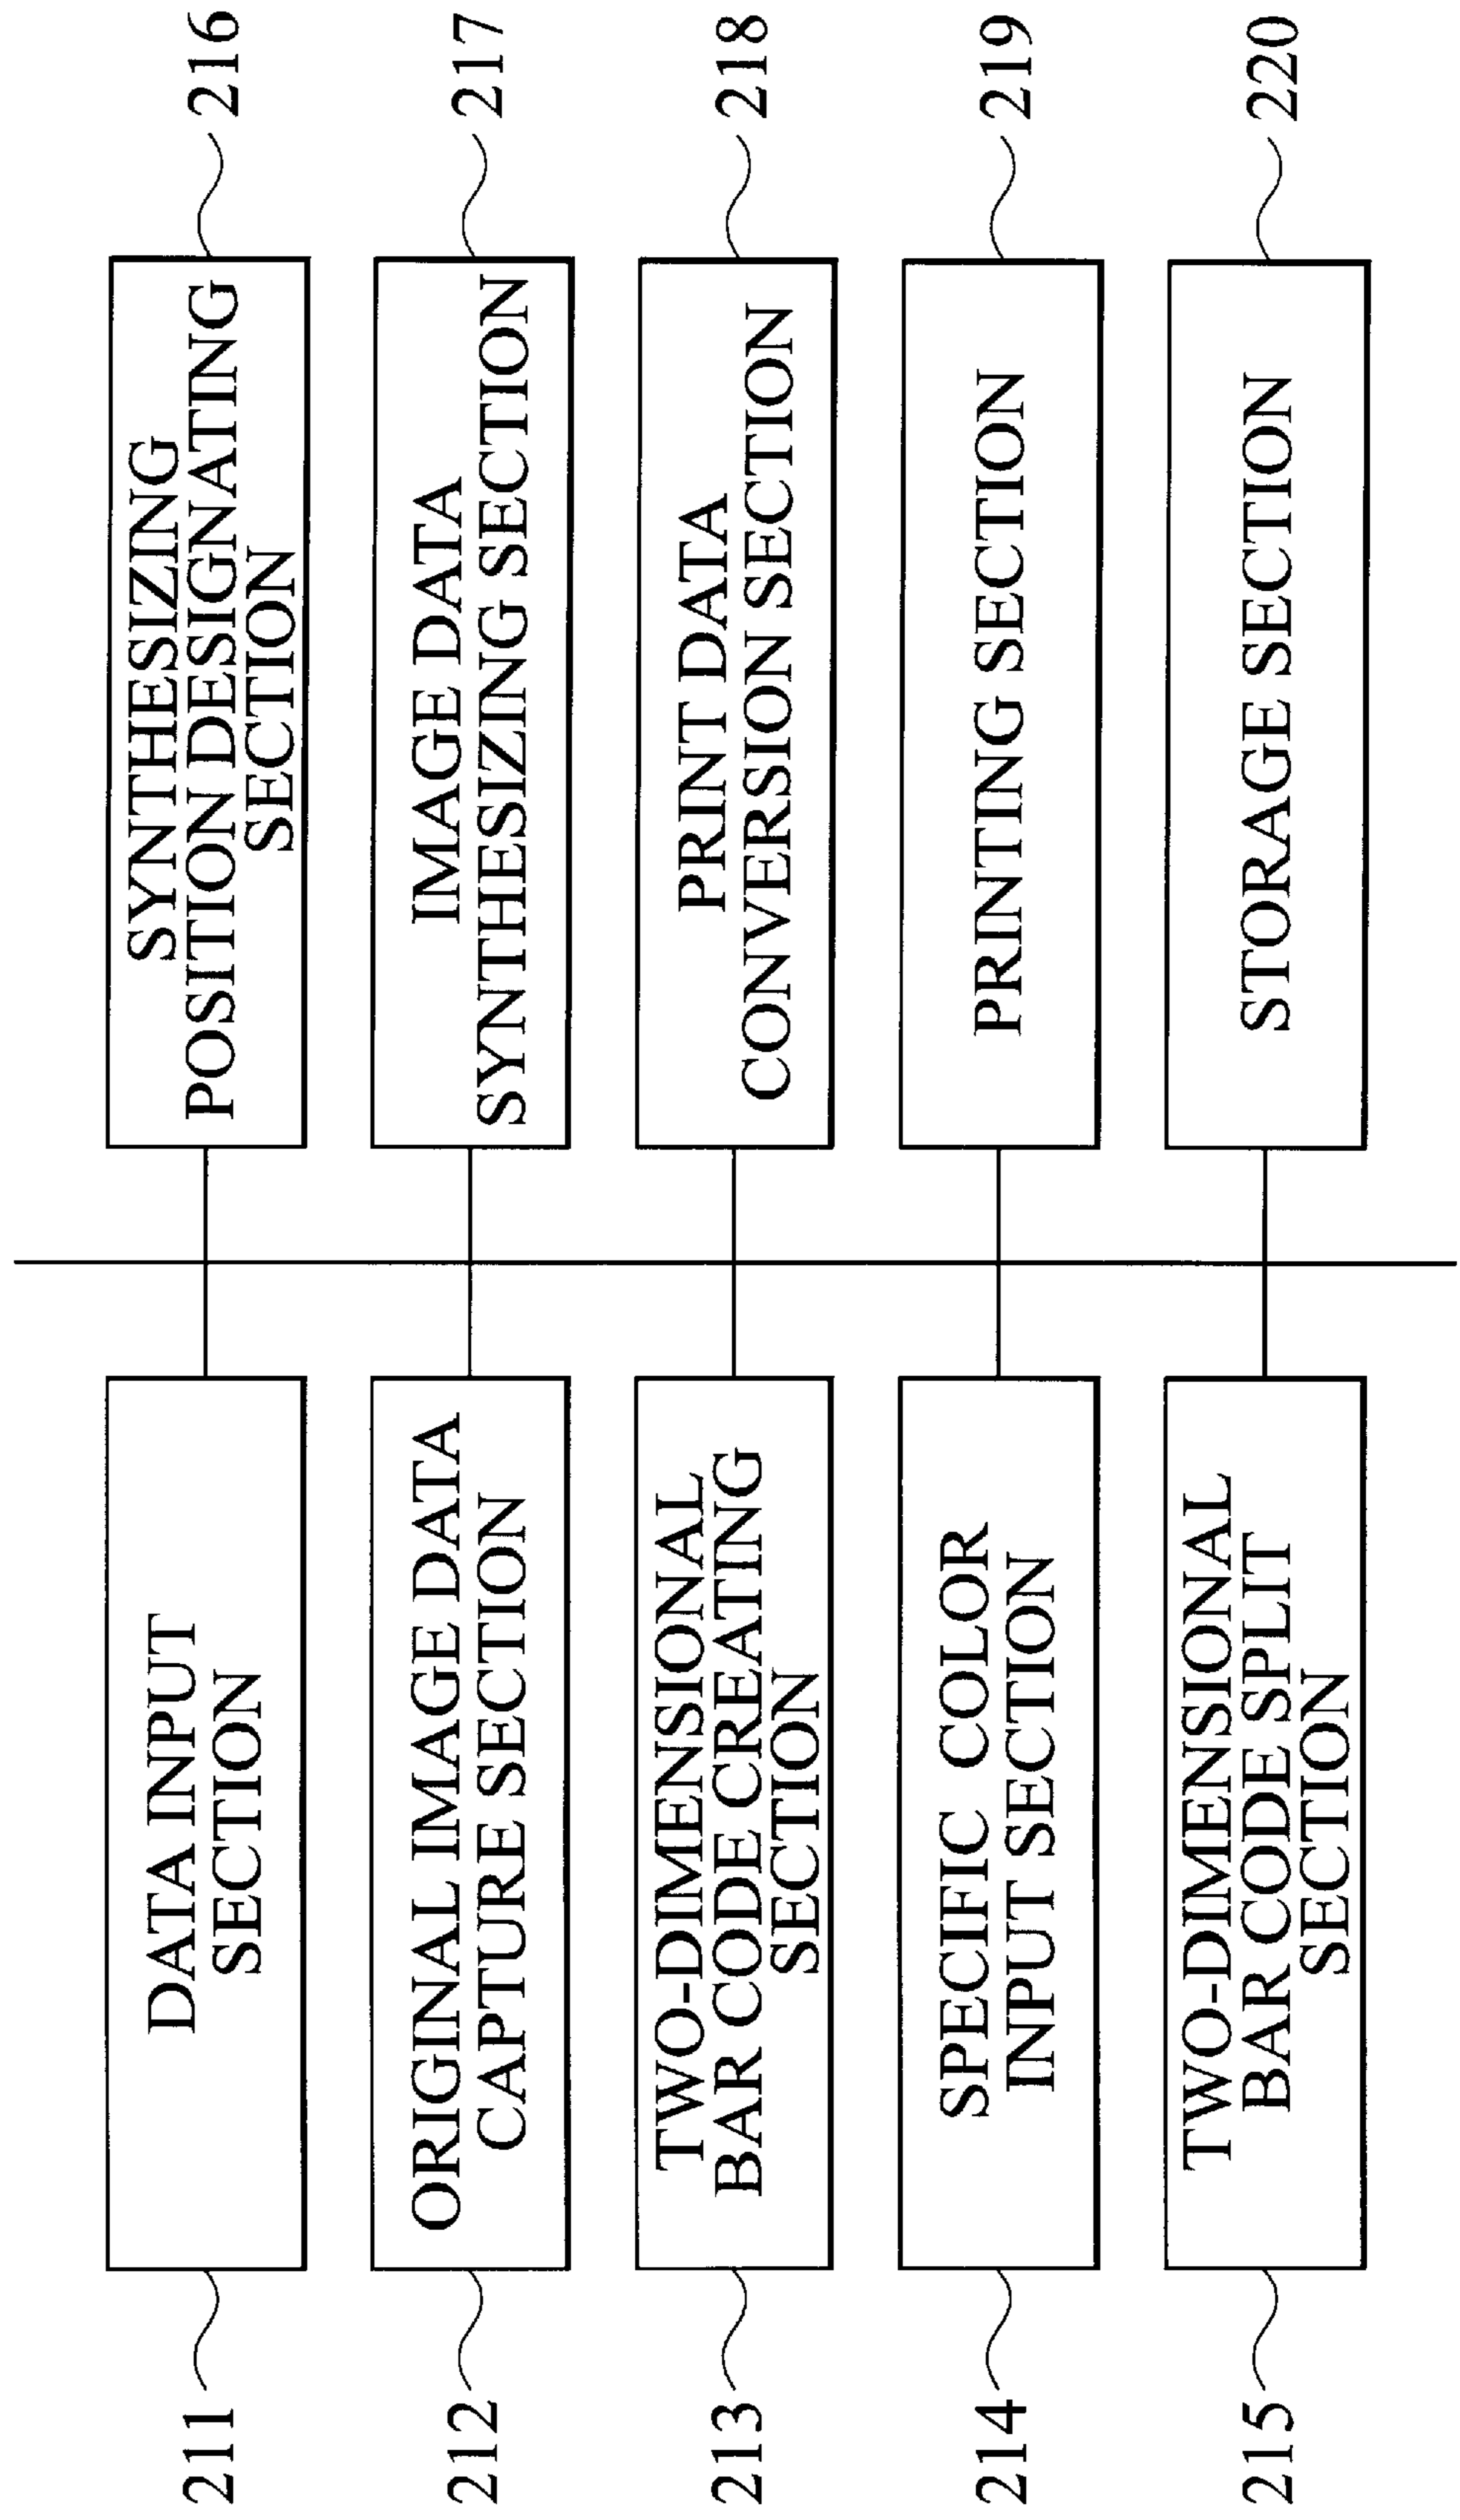 211
DATA INPUT
SECTION
212
ORIGINAL IMAGE DATA
CAPTURE SECTION
213
TWO-DIMENSIONAL
BAR CODE CREATING
SECTION
214
SPECIFIC COLOR
INPUT SECTION
215
TWO-DIMENSIONAL
BAR CODE SPLIT
SECTION
SYNTHESIZING
POSITION DESIGNATING
SECTION
216
IMAGE DATA
SYNTHESIZING SECTION
217
PRINT DATA
CONVERSION SECTION
218
PRINTING SECTION
219
STORAGE SECTION
220